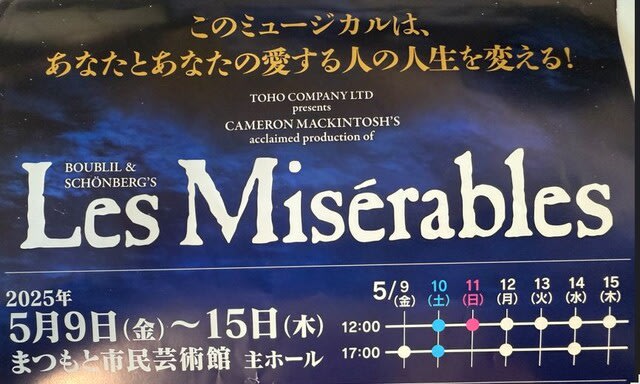 このミュージカルは、
あなたとあなたの愛する人の人生を変える!
TOHO COMPANY LTD
presents
CAMERON MACKINTOSH'S
acclaimed production of
BOUBLIL &
SCHÖNBERG'S
Les Misérables
2025年
5月9日(金)~15日(木)
まつもと市民芸術館 主ホール
5/9 10 11 12 13 14 15
(金) (土) (日) (月) (火) (水) (木)
12:00
17:00